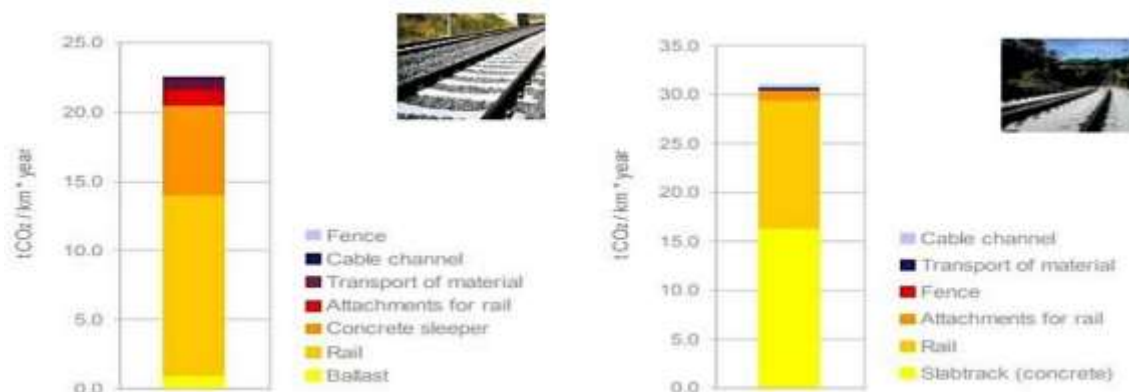 25.0
20.0
15.0
10.0
5.0
0.0
tCO₂ / km * year
Fence
Cable channel
Transport of material
Attachments for rail
Concrete sleeper
Rail
Ballast
35.0
30.0
25.0
20.0
15.0
10.0
5.0
0.0
tCO₂ / km * year
Cable channel
Transport of material
Fence
Attachments for rail
Rail
Slabtrack (concrete)